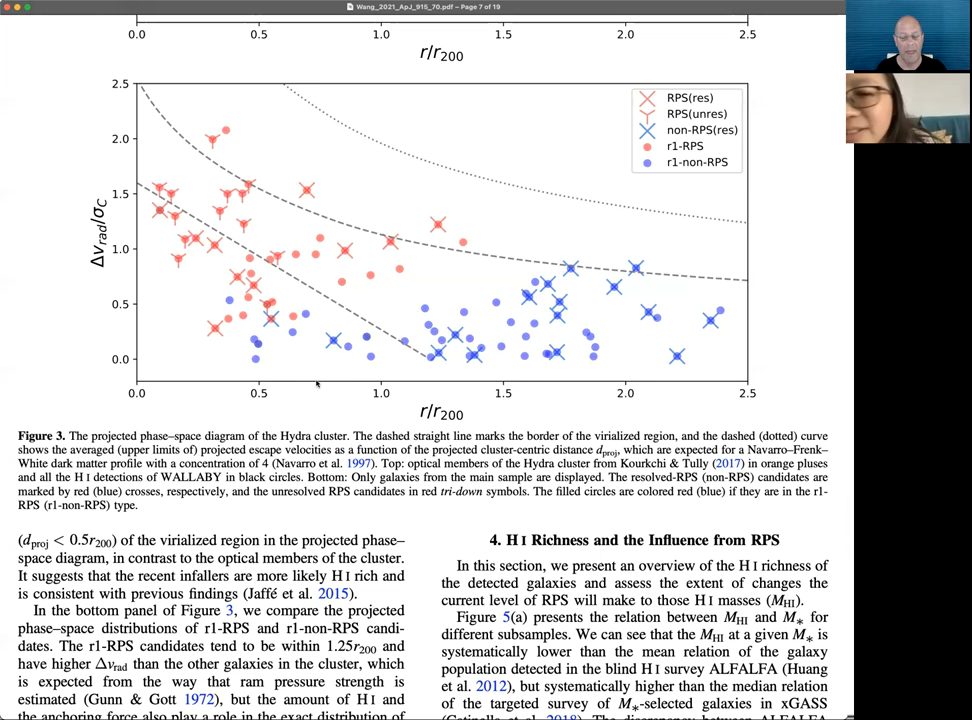 Wang_2021_ApJ_915_70.pdf – Page 7 of 19
0.0 0.5 1.0 1.5 2.0 2.5
r/r200
2.5
2.0
1.5
1.0
0.5
0.0
Δvrad/σC
RPS(res)
RPS(unres)
non-RPS(res)
r1-RPS
r1-non-RPS
0.0 0.5 1.0 1.5 2.0 2.5
r/r200
Figure 3. The projected phase–space diagram of the Hydra cluster. The dashed straight line marks the border of the virialized region, and the dashed (dotted) curve
shows the averaged (upper limits of) projected escape velocities as a function of the projected cluster-centric distance dproj, which are expected for a Navarro–Frenk–
White dark matter profile with a concentration of 4 (Navarro et al. 1997). Top: optical members of the Hydra cluster from Kourkchi & Tully (2017) in orange pluses
and all the H I detections of WALLABY in black circles. Bottom: Only galaxies from the main sample are displayed. The resolved-RPS (non-RPS) candidates are
marked by red (blue) crosses, respectively, and the unresolved RPS candidates in red tri-down symbols. The filled circles are colored red (blue) if they are in the r1-
RPS (r1-non-RPS) type.
(dproj < 0.5r200) of the virialized region in the projected phase–
space diagram, in contrast to the optical members of the cluster.
It suggests that the recent infallers are more likely H I rich and
is consistent with previous findings (Jaffé et al. 2015).
In the bottom panel of Figure 3, we compare the projected
phase–space distributions of r1-RPS and r1-non-RPS candi-
dates. The r1-RPS candidates tend to be within 1.25r200 and
have higher Δvrad than the other galaxies in the cluster, which
is expected from the way that ram pressure strength is
estimated (Gunn & Gott 1972), but the amount of H I and
the anchoring force also play a role in the exact distribution of
4. H I Richness and the Influence from RPS
In this section, we present an overview of the H I richness of
the detected galaxies and assess the extent of changes the
current level of RPS will make to those H I masses (MHI).
Figure 5(a) presents the relation between MHI and M* for
different subsamples. We can see that the MHI at a given M* is
systematically lower than the mean relation of the galaxy
population detected in the blind H I survey ALFALFA (Huang
et al. 2012), but systematically higher than the median relation
of the targeted survey of M*-selected galaxies in xGASS